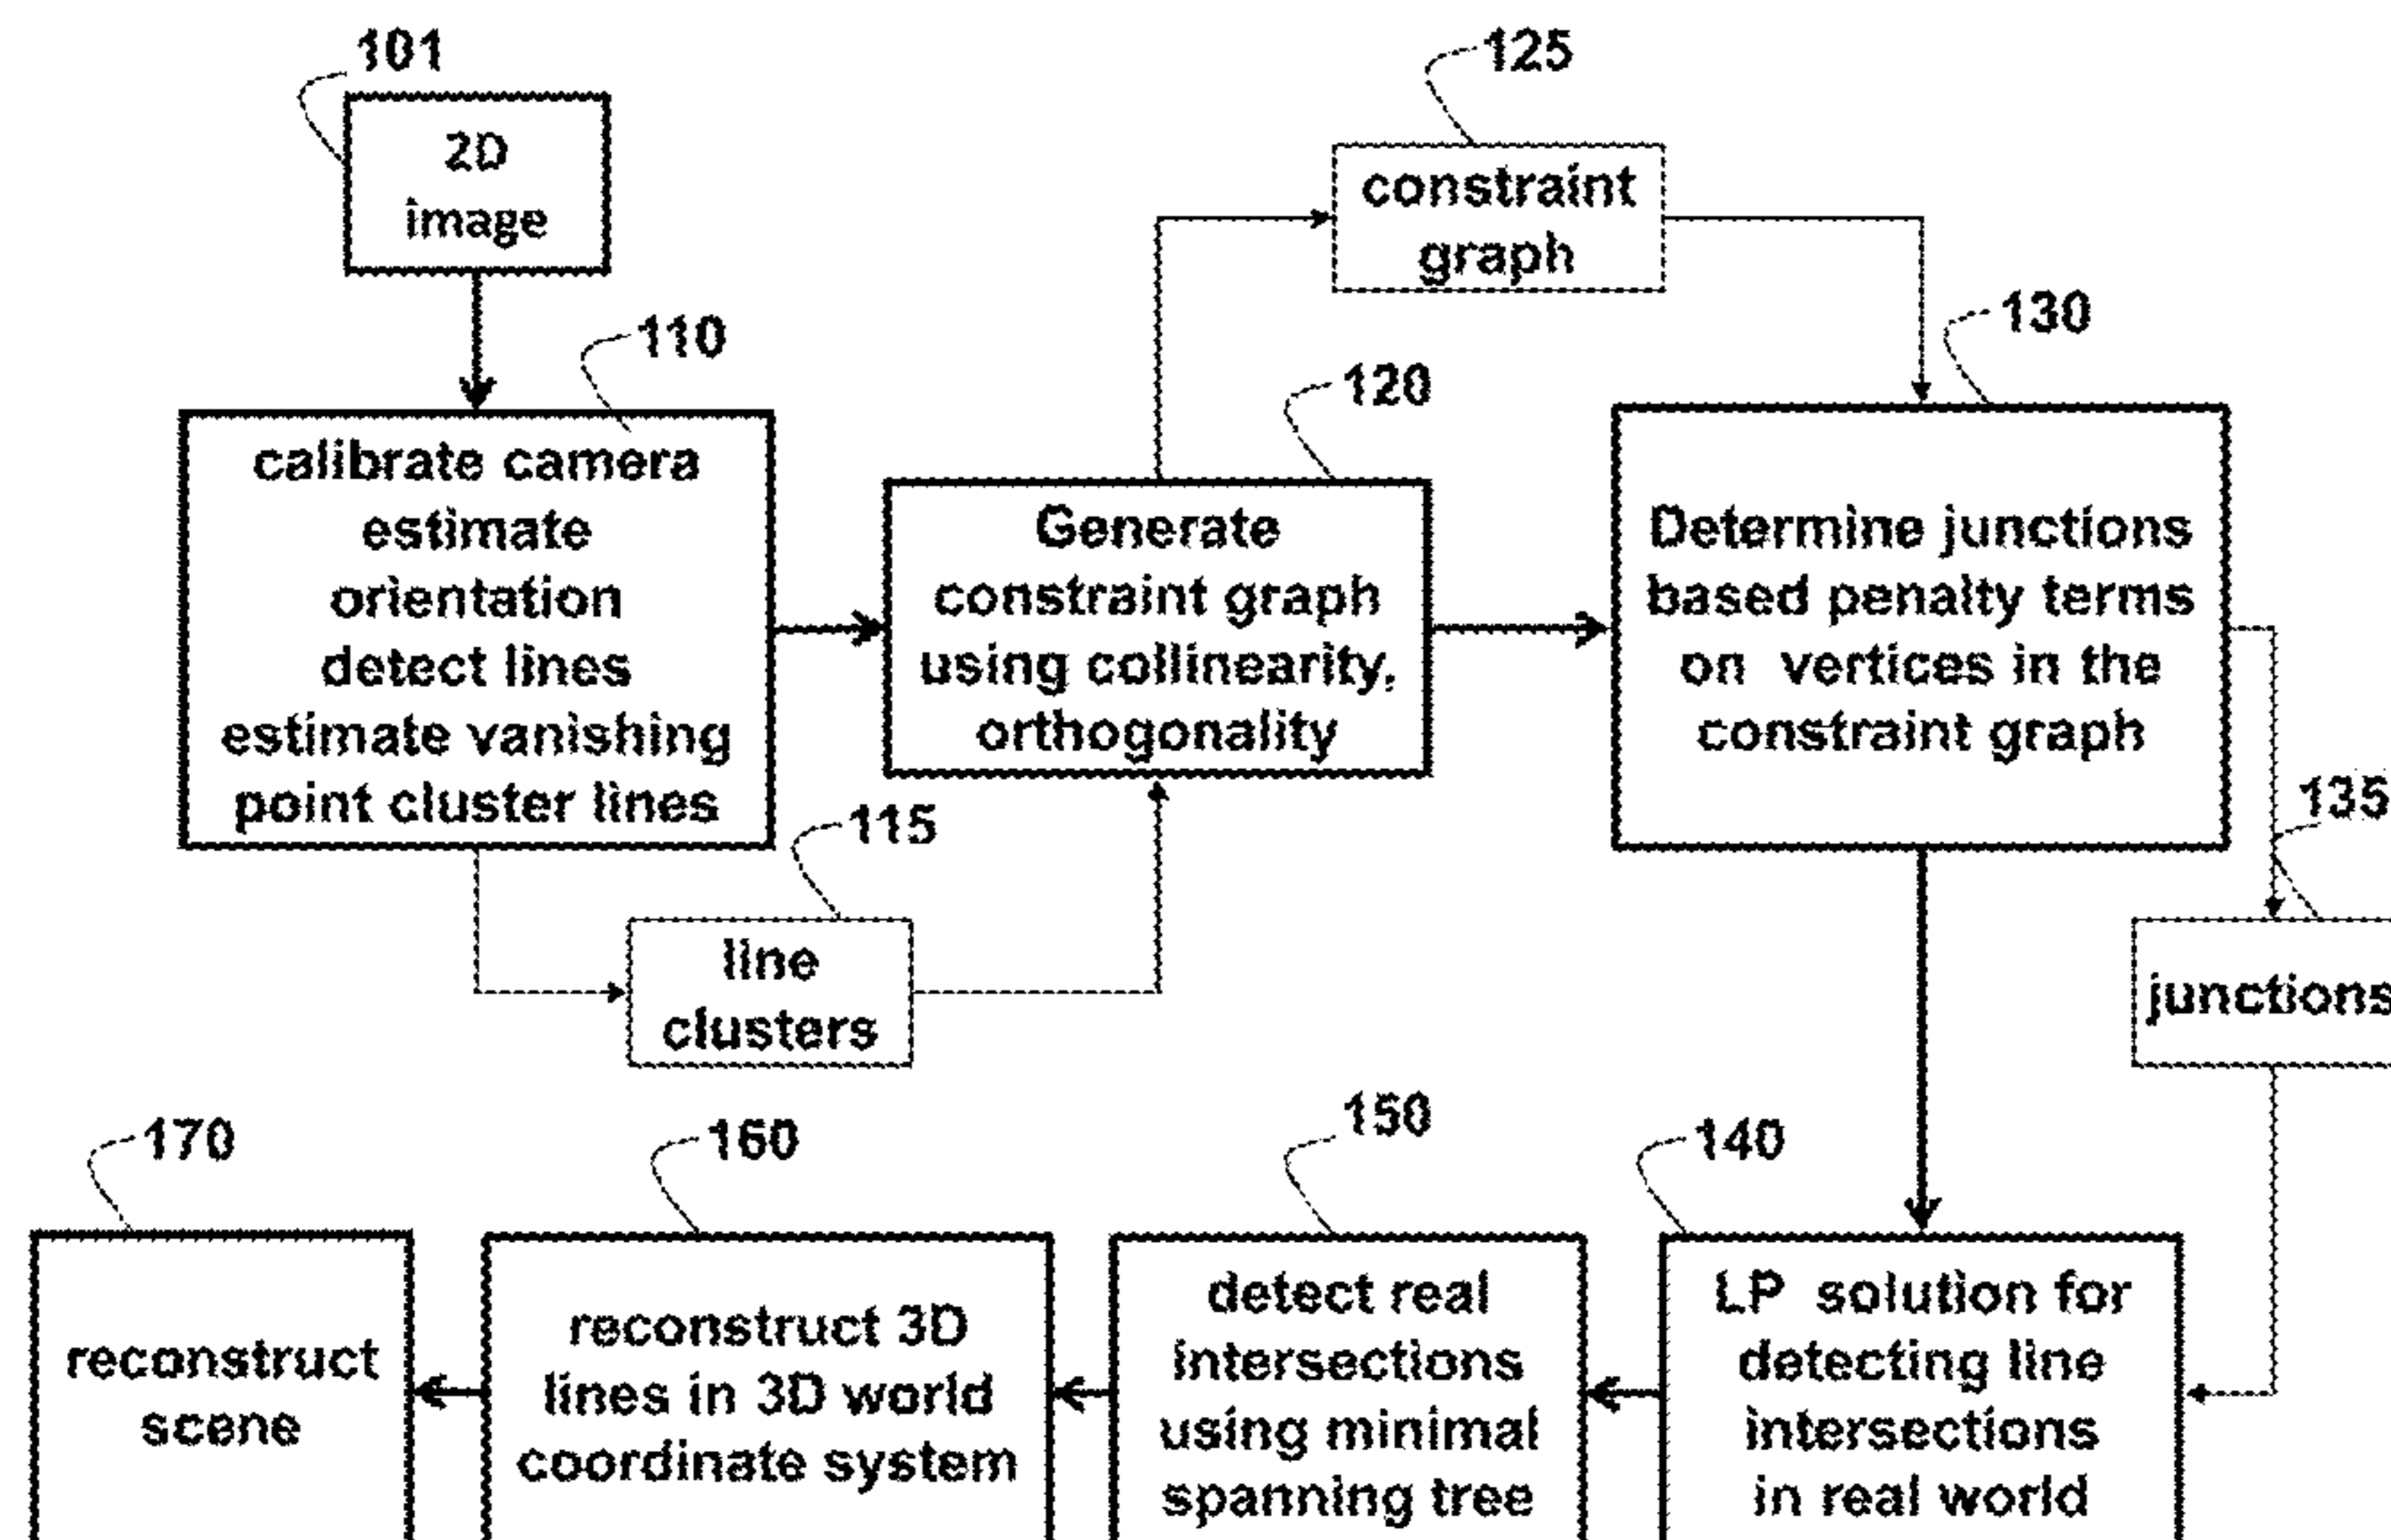 101
2D
image
125
constraint
graph
110
calibrate camera
estimate
orientation
detect lines
estimate vanishing
point cluster lines
120
Generate
constraint graph
using collinearity,
orthogonality
130
Determine junctions
based penalty terms
on vertices in the
constraint graph
115
line
clusters
135
junctions
170
reconstruct
scene
160
reconstruct 3D
lines in 3D world
coordinate system
150
detect real
intersections
using minimal
spanning tree
140
LP solution for
detecting line
intersections
in real world